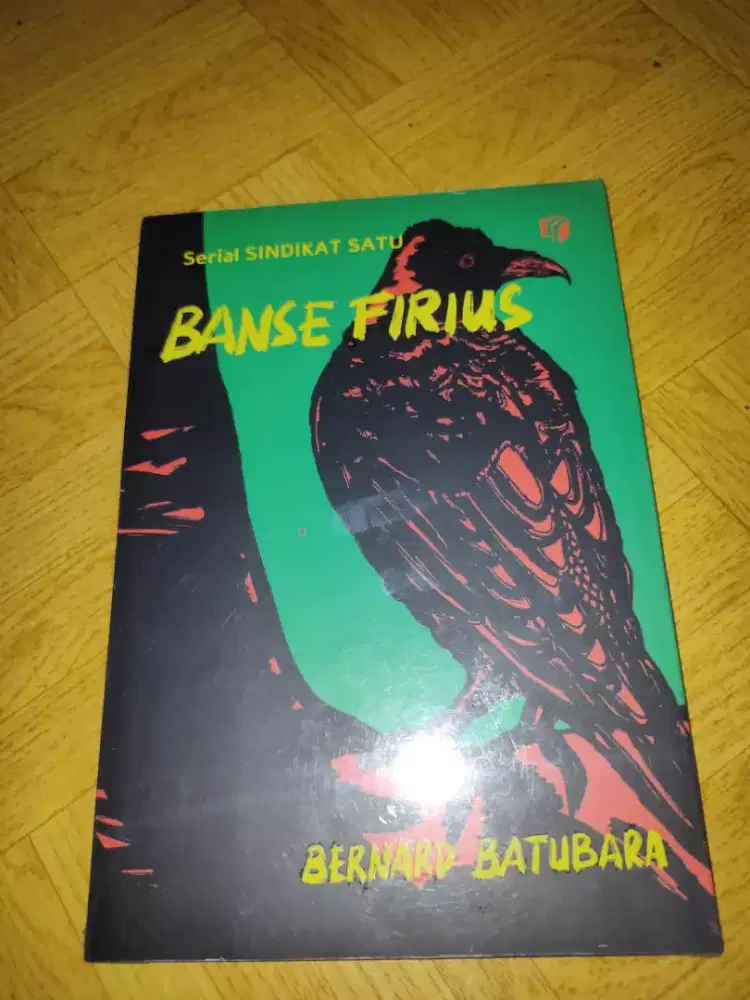 Serial SINDIKAT SATU
BANSE FIRIUS
BERNARD BATUBARA